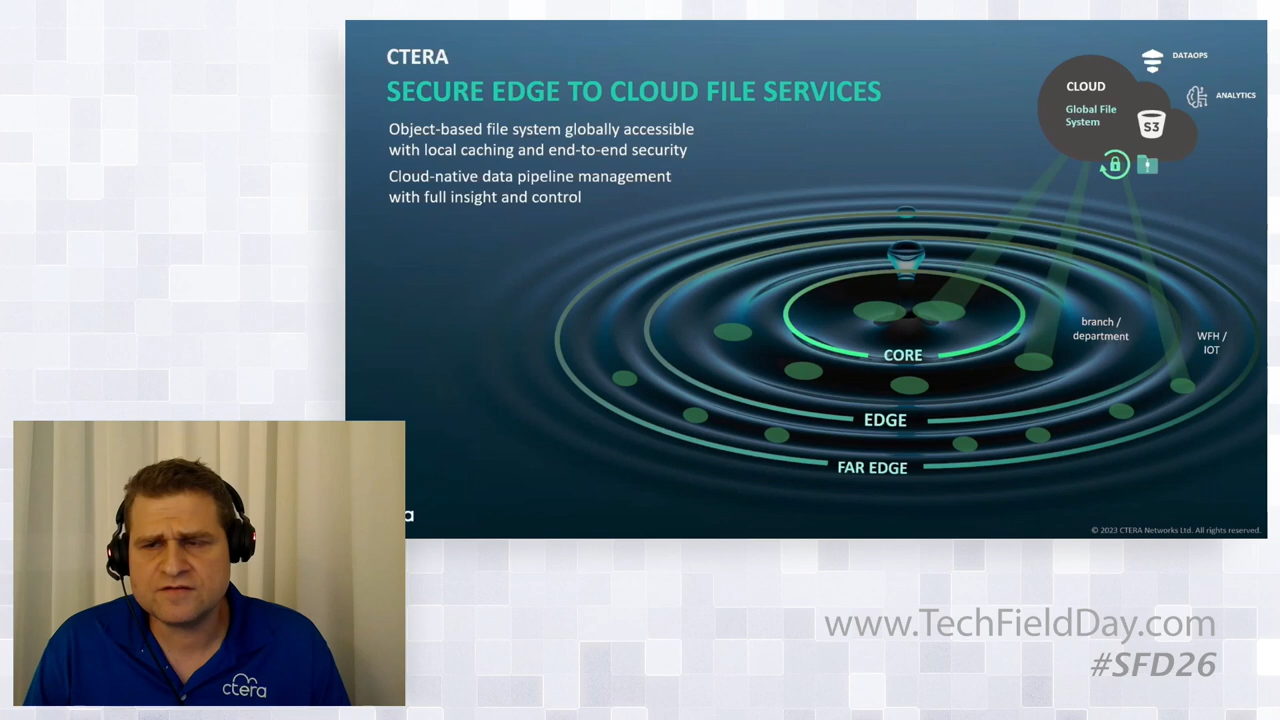 CTERA
SECURE EDGE TO CLOUD FILE SERVICES
Object-based file system globally accessible
with local caching and end-to-end security
Cloud-native data pipeline management
with full insight and control
DATAOPS
CLOUD
ANALYTICS
Global File
System
S3
branch /
department
WFH /
IOT
CORE
EDGE
FAR EDGE
a
© 2023 CTERA Networks Ltd. All rights reserved.
ctera
www.TechFieldDay.com
#SFD26